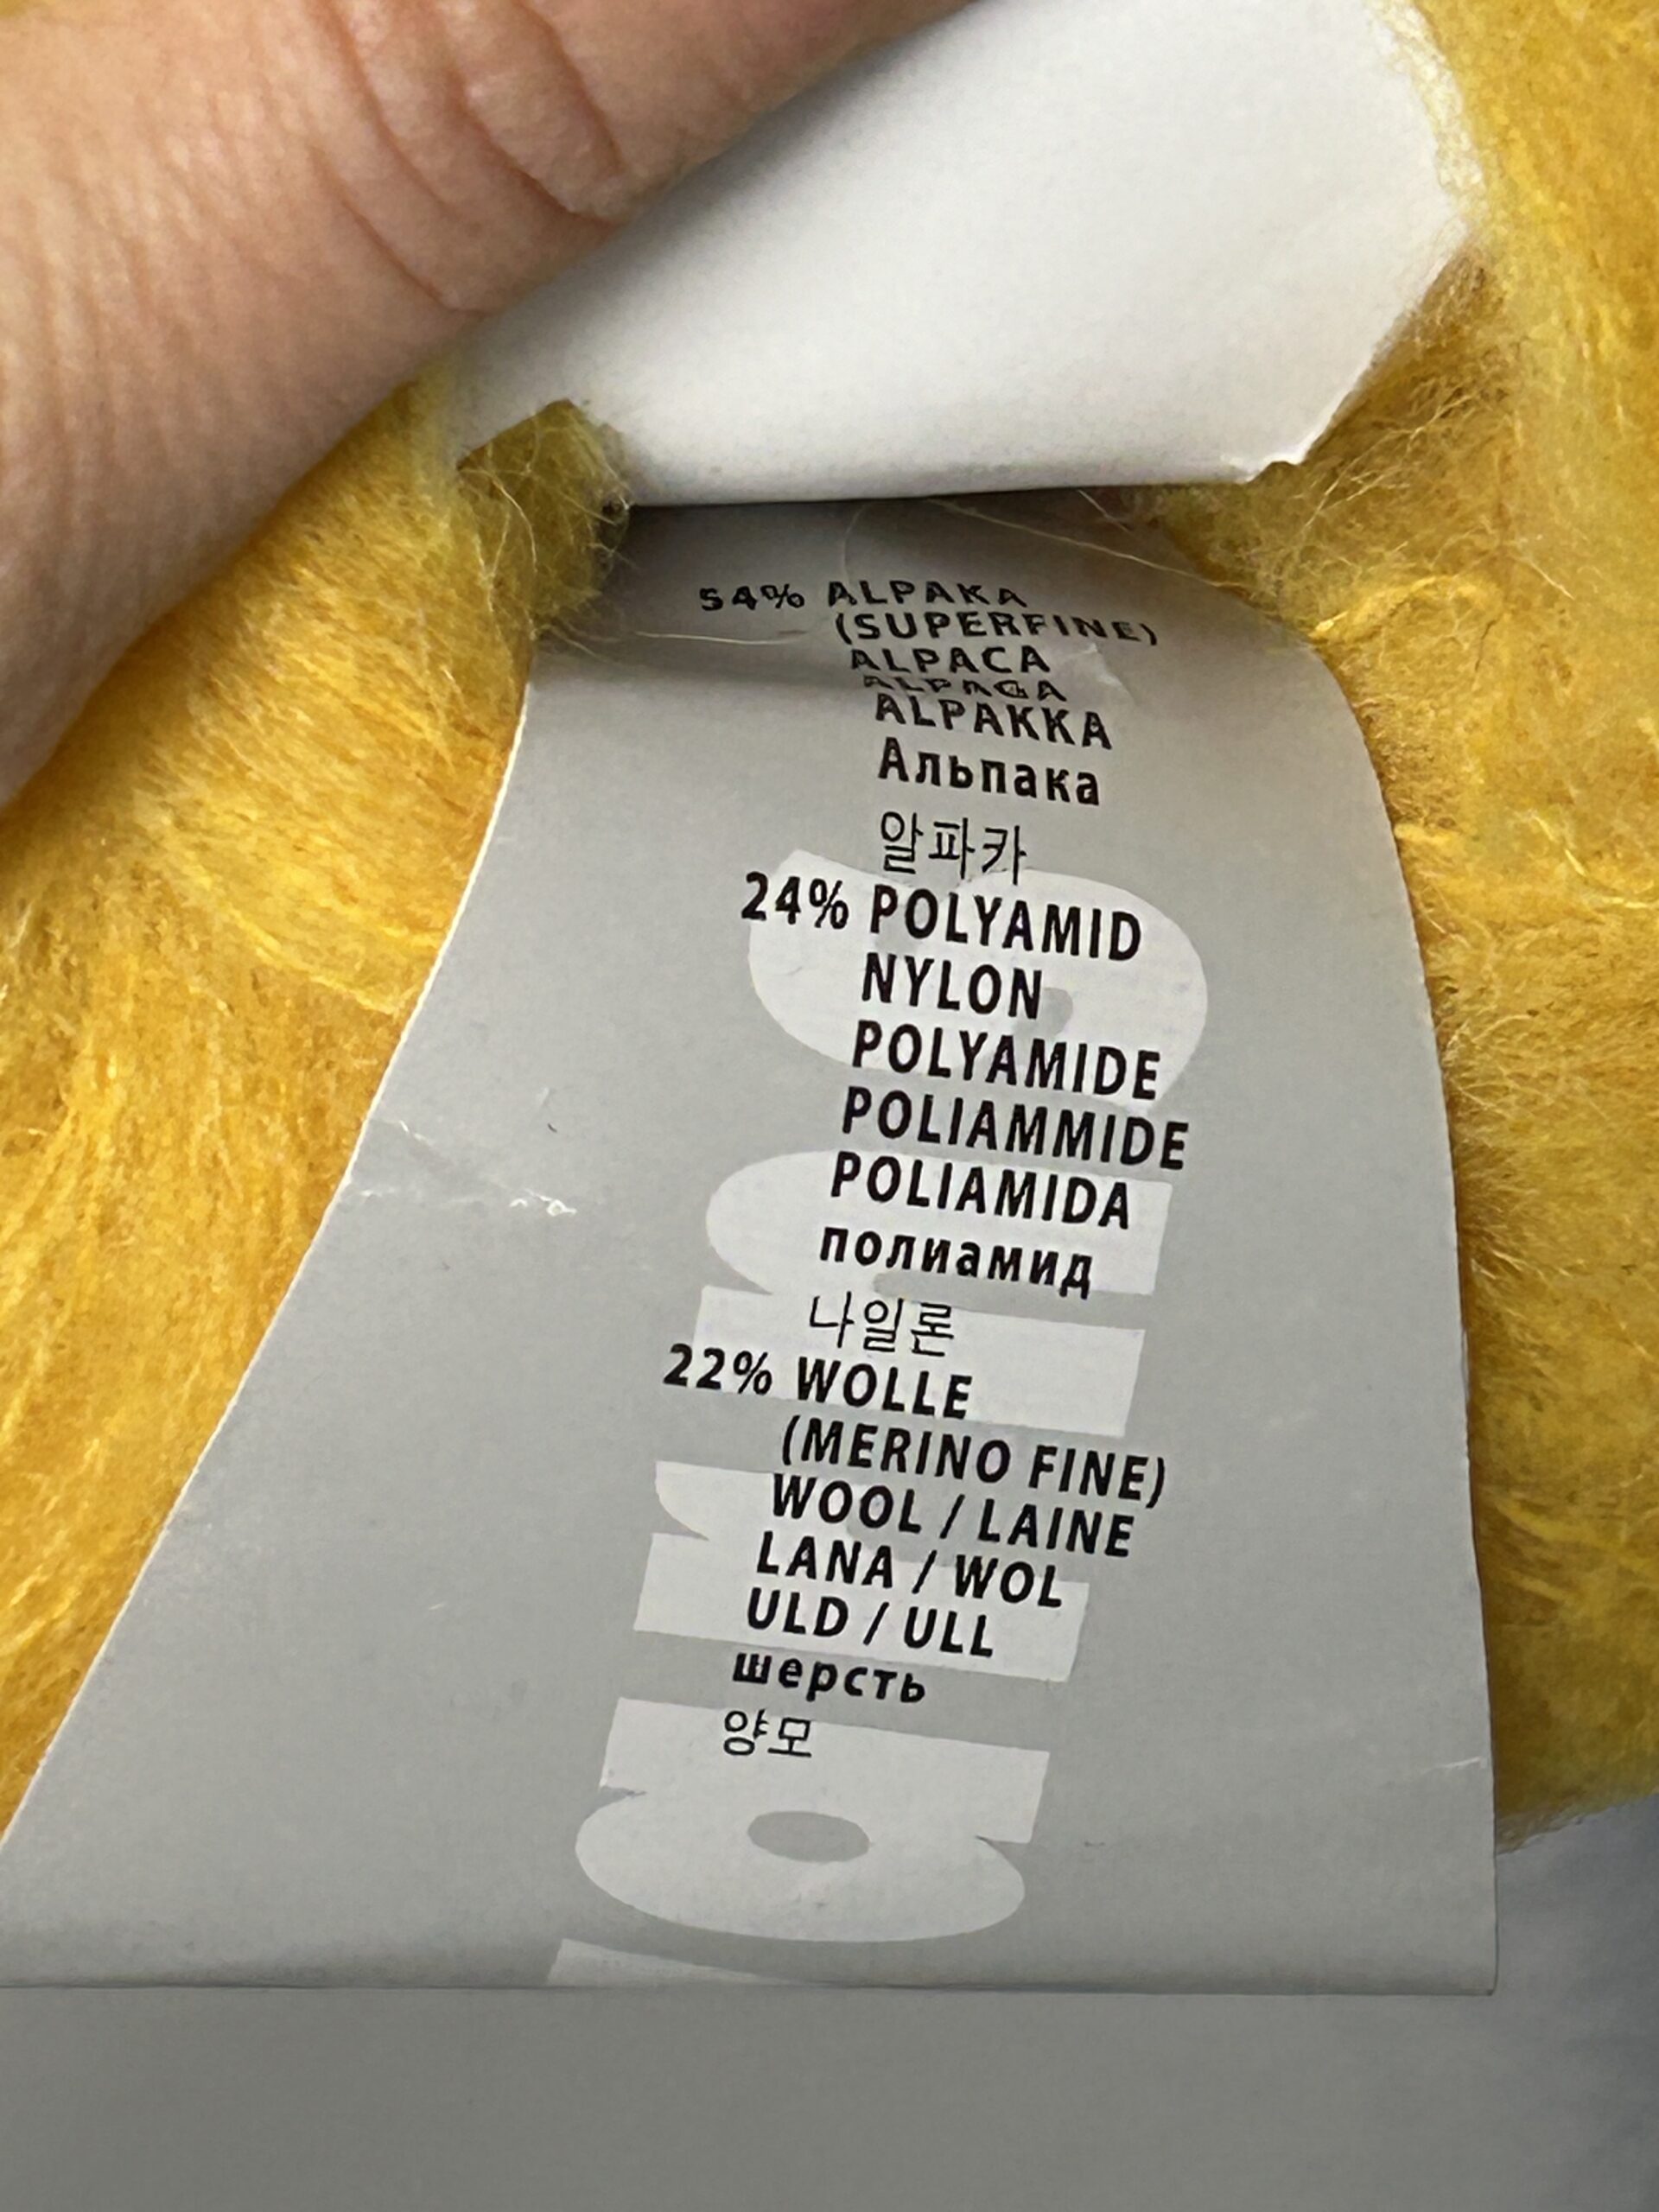 54% ALPAKA
(SUPERFINE)
ALPACA
ALPAGA
ALPAKKA
Альпака
알파카
24% POLYAMID
NYLON
POLYAMIDE
POLIAMMIDE
POLIAMIDA
полиамид
나일론
22% WOLLE
(MERINO FINE)
WOOL / LAINE
LANA / WOL
ULD / ULL
шерсть
양모